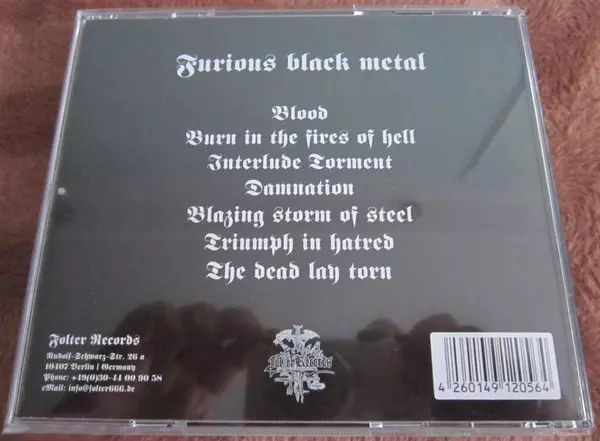 Furious black metal
Blood
Burn in the fires of hell
Interlude Torment
Damnation
Blazing storm of steel
Triumph in hatred
The dead lay torn
Folter Records
Rudolf-Schwarz-Str. 26 a
10407 Berlin | Germany
Phone: +49(0)30-44 00 90 58
eMail: info@folter666.de
Folter Records
4 260149 120564